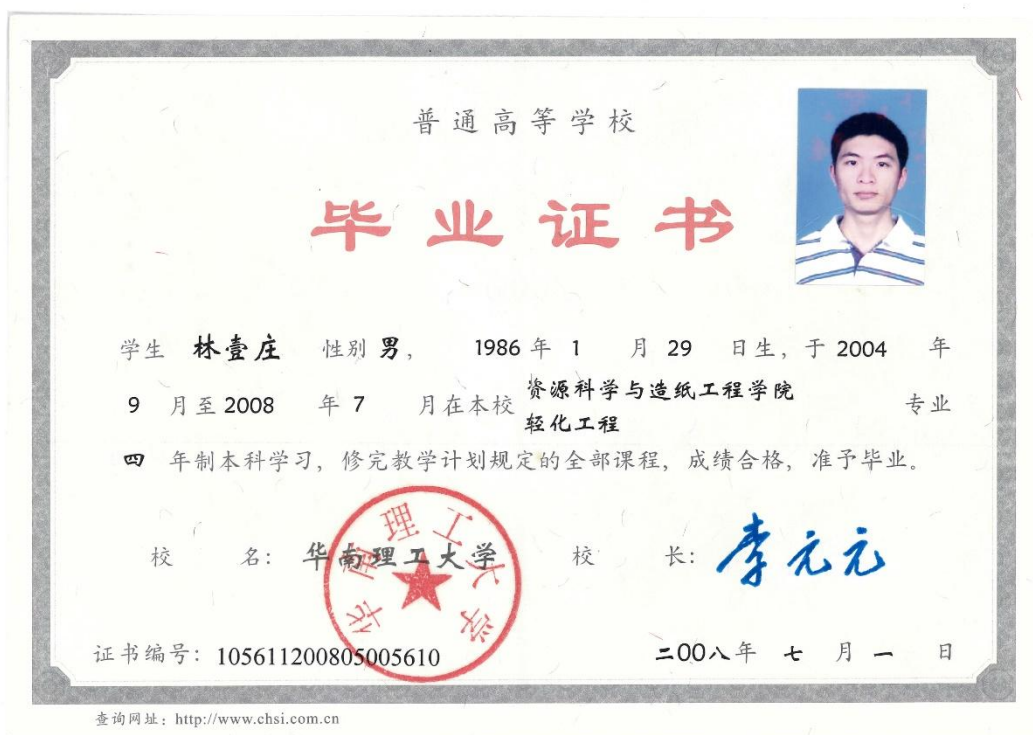 普通高等学校
毕业证书
学生 林壹庄 性别 男, 1986 年 1 月 29 日生, 于 2004 年
9 月至 2008 年 7 月在本校 资源科学与造纸工程学院 轻化工程 专业
四 年制本科学习, 修完教学计划规定的全部课程, 成绩合格, 准予毕业。
校 名: 华南理工大学 校 长: 李元元
华南理工大学
证书编号: 105611200805005610 二00八年 七 月 一 日
查询网址: http://www.chsi.com.cn